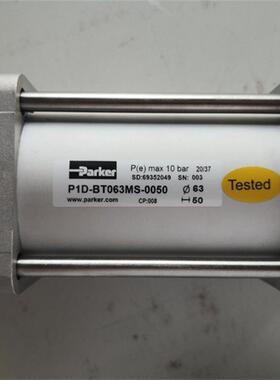 Parker
P(e) max 10 bar 20/37
SD:69352049 SN: 003
P1D-BT063MS-0050 Ø 63
www.parker.com CP:008 50
Tested